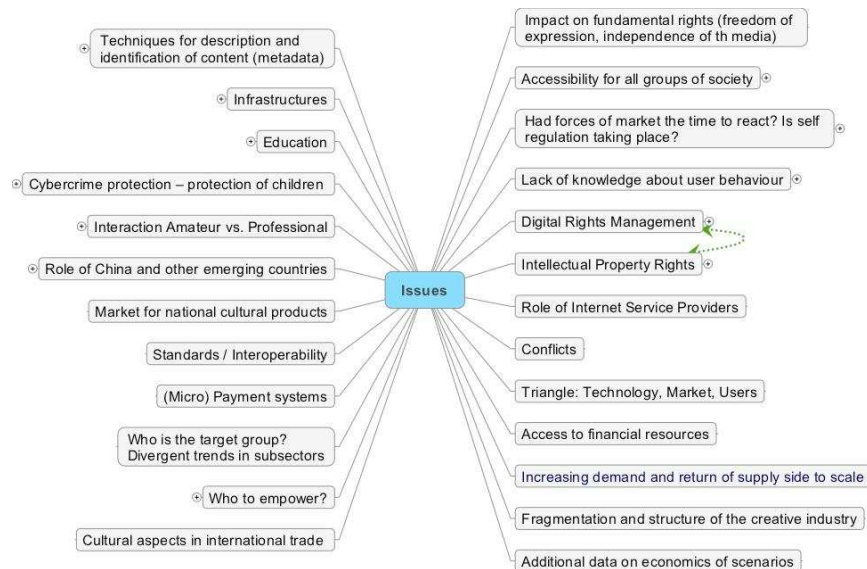 Techniques for description and
identification of content (metadata)
Infrastructures
Education
Cybercrime protection – protection of children
Interaction Amateur vs. Professional
Role of China and other emerging countries
Market for national cultural products
Standards / Interoperability
(Micro) Payment systems
Who is the target group?
Divergent trends in subsectors
Who to empower?
Cultural aspects in international trade
Issues
Impact on fundamental rights (freedom of
expression, independence of th media)
Accessibility for all groups of society
Had forces of market the time to react? Is self
regulation taking place?
Lack of knowledge about user behaviour
Digital Rights Management
Intellectual Property Rights
Role of Internet Service Providers
Conflicts
Triangle: Technology, Market, Users
Access to financial resources
Increasing demand and return of supply side to scale
Fragmentation and structure of the creative industry
Additional data on economics of scenarios